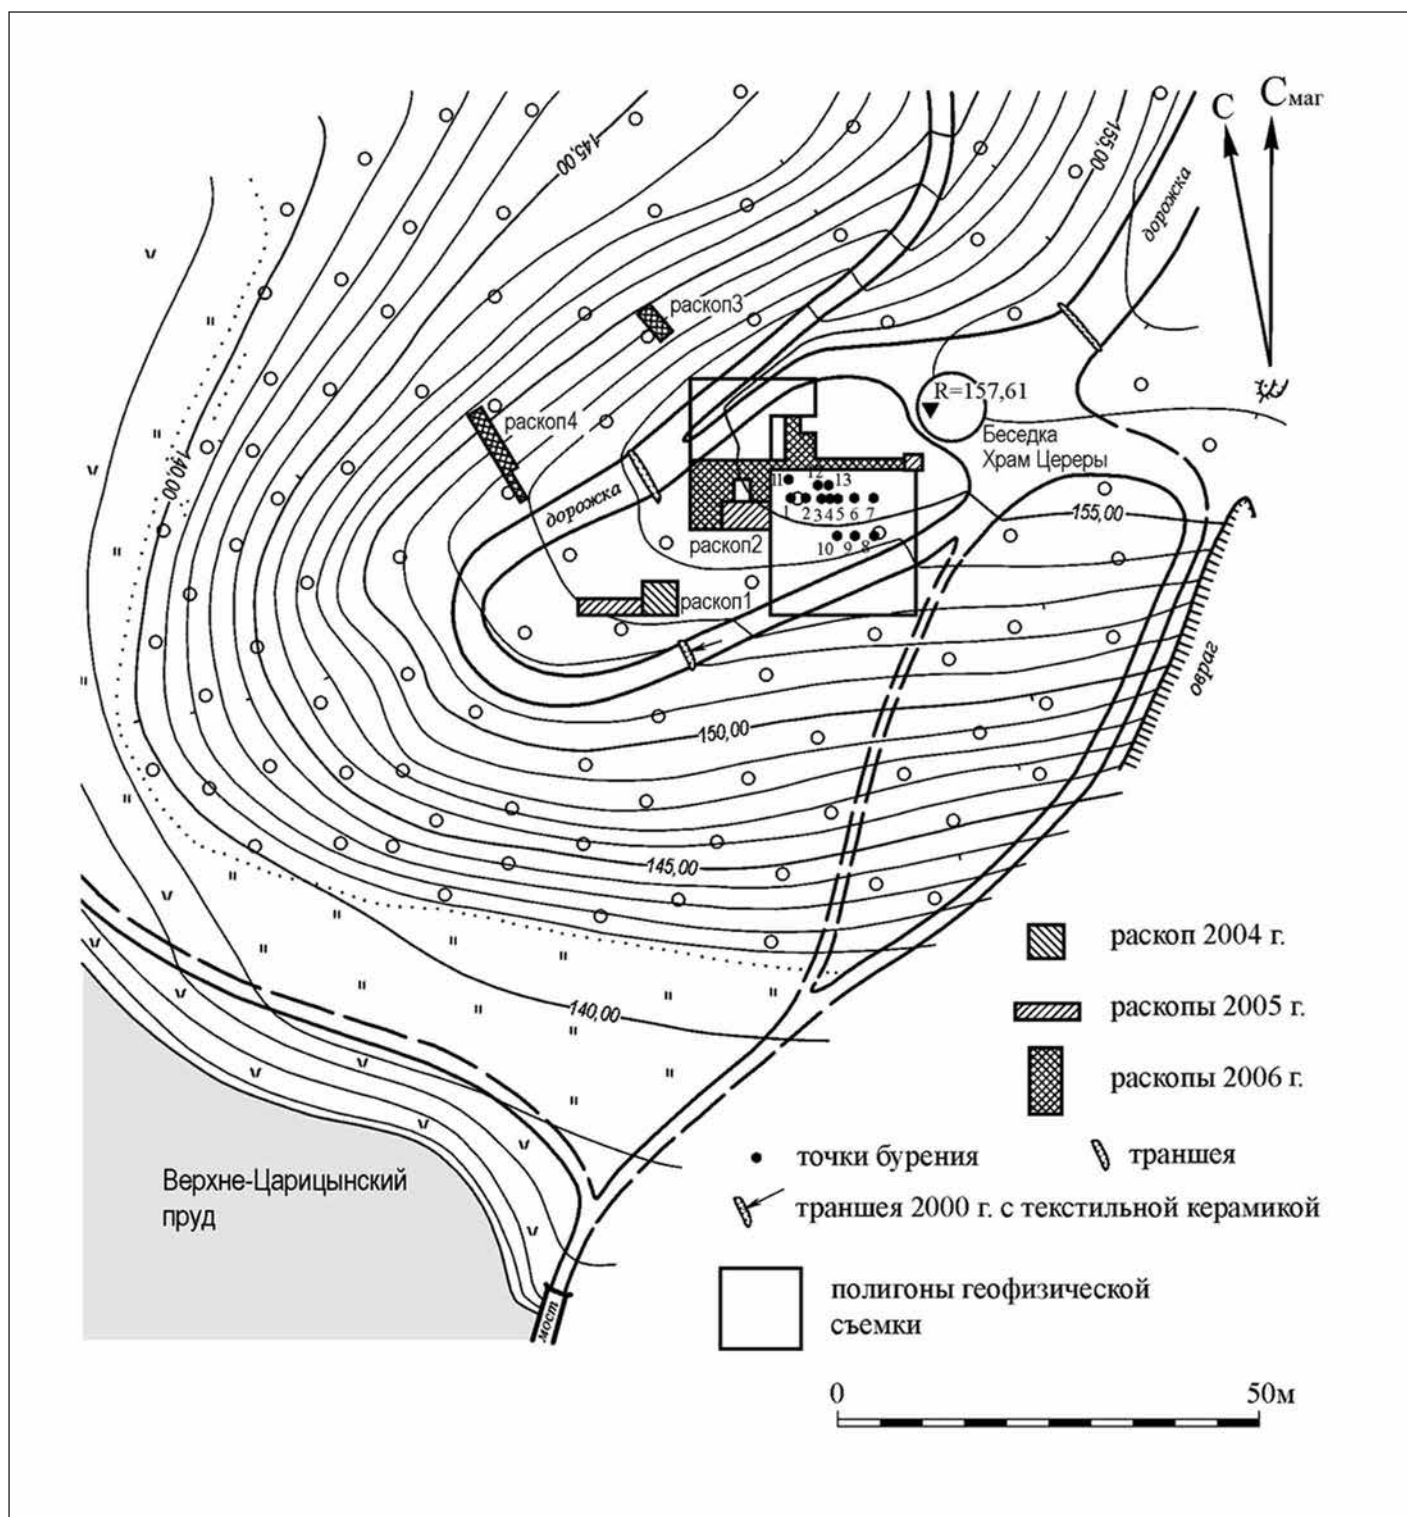 С
Смаг
145,00
155,00
дорожка
раскоп3
R=157,61
Беседка
Храм Цереры
раскоп4
140,00
дорожка
11
12
13
1
2
3
4
5
6
7
10
9
8
155,00
раскоп2
раскоп1
овраг
150,00
145,00
140,00
раскоп 2004 г.
раскопы 2005 г.
раскопы 2006 г.
точки бурения
траншея
траншея 2000 г. с текстильной керамикой
Верхне-Царицынский
пруд
полигоны геофизической
съемки
мост
0
50м